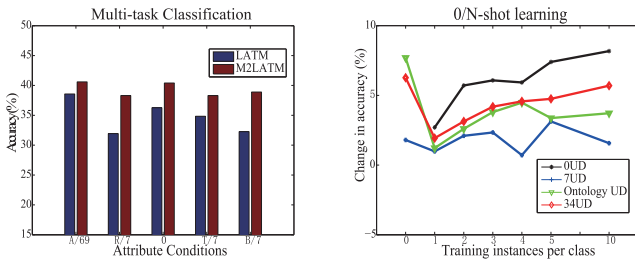 Multi-task Classification
50
45
40
35
30
25
20
15
Accuracy(%)
LATM
M2LATM
A/69 R/7 0 T/7 B/7
Attribute Conditions
0/N-shot learning
10
5
0
−5
Change in accuracy (%)
0UD
7UD
Ontology UD
34UD
0 1 2 3 4 5 10
Training instances per class